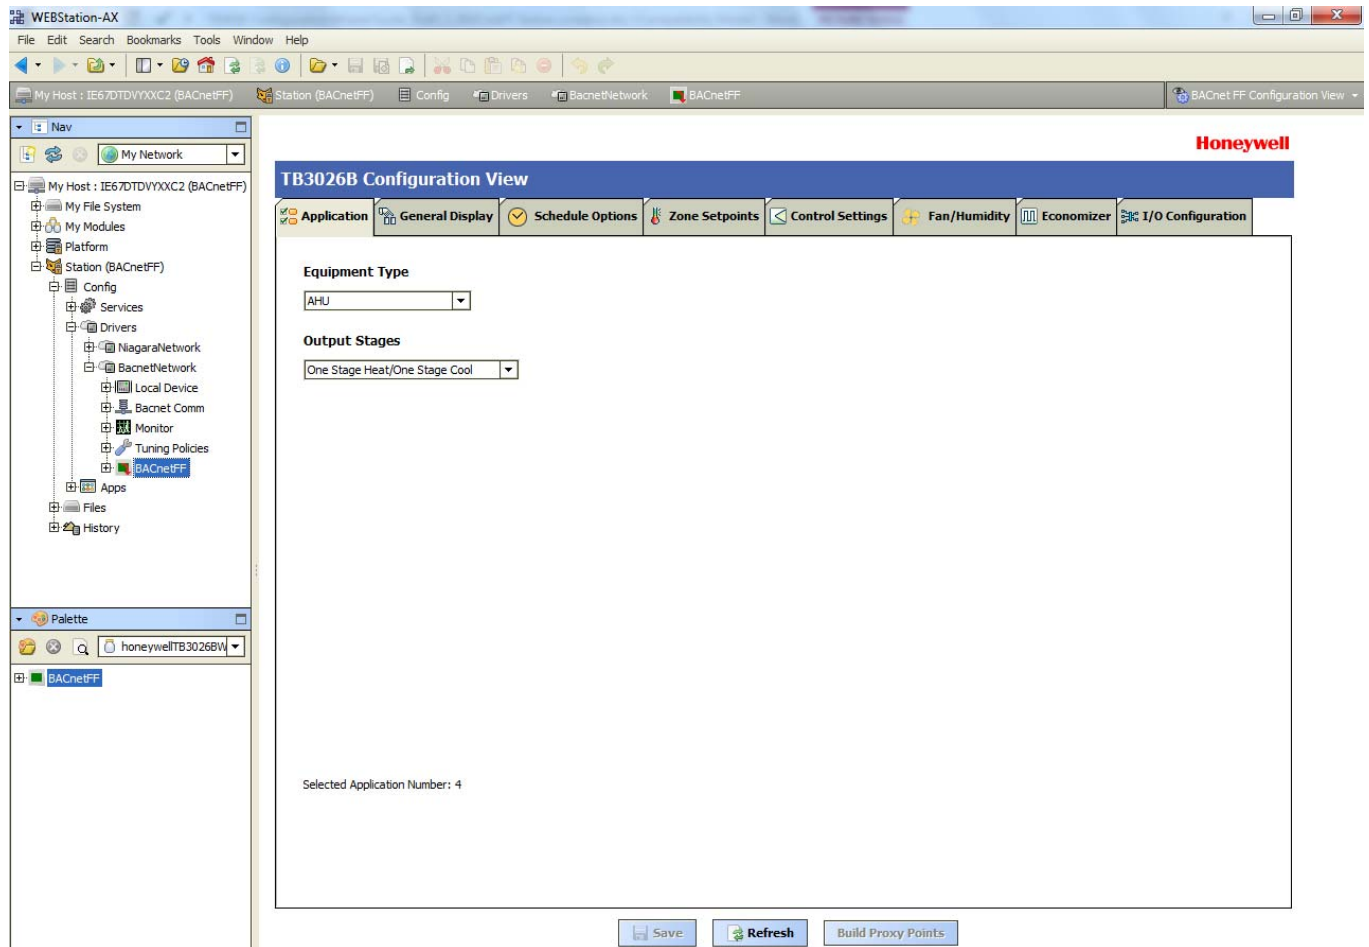 WEBStation-AX
File Edit Search Bookmarks Tools Window Help
My Host : IE67DTDVYXXC2 (BACnetFF) Station (BACnetFF) Config Drivers BacnetNetwork BACnetFF BACnet FF Configuration View
Nav
My Network
My Host : IE67DTDVYXXC2 (BACnetFF)
My File System
My Modules
Platform
Station (BACnetFF)
Config
Services
Drivers
NiagaraNetwork
BacnetNetwork
Local Device
Bacnet Comm
Monitor
Tuning Policies
BACnetFF
Apps
Files
History
Palette
honeywellTB3026BW
BACnetFF
Honeywell
TB3026B Configuration View
Application General Display Schedule Options Zone Setpoints Control Settings Fan/Humidity Economizer I/O Configuration
Equipment Type
AHU
Output Stages
One Stage Heat/One Stage Cool
Selected Application Number: 4
Save Refresh Build Proxy Points